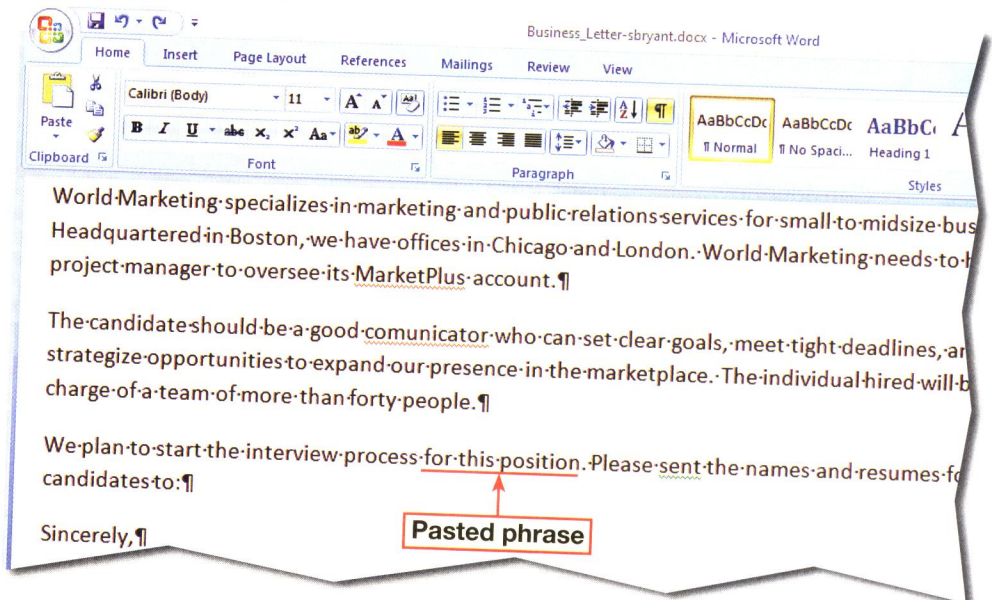 Business_Letter-sbryant.docx - Microsoft Word
Home Insert Page Layout References Mailings Review View
Calibri (Body) 11 A A Aa
Paste B I U abc x₂ x² Aa ab A
AaBbCcDc AaBbCcDc AaBbC A
¶ Normal ¶ No Spaci... Heading 1
Clipboard Font Paragraph Styles
World·Marketing·specializes·in·marketing·and·public·relations·services·for·small·to·midsize·bus
Headquartered·in·Boston,·we·have·offices·in·Chicago·and·London.·World·Marketing·needs·to·h
project·manager·to·oversee·its·MarketPlus·account.¶
The·candidate·should·be·a·good·comunicator·who·can·set·clear·goals,·meet·tight·deadlines,·an
strategize·opportunities·to·expand·our·presence·in·the·marketplace.·The·individual·hired·will·b
charge·of·a·team·of·more·than·forty·people.¶
We·plan·to·start·the·interview·process·for·this·position.·Please·sent·the·names·and·resumes·fo
candidates·to:¶
Sincerely,¶
Pasted phrase